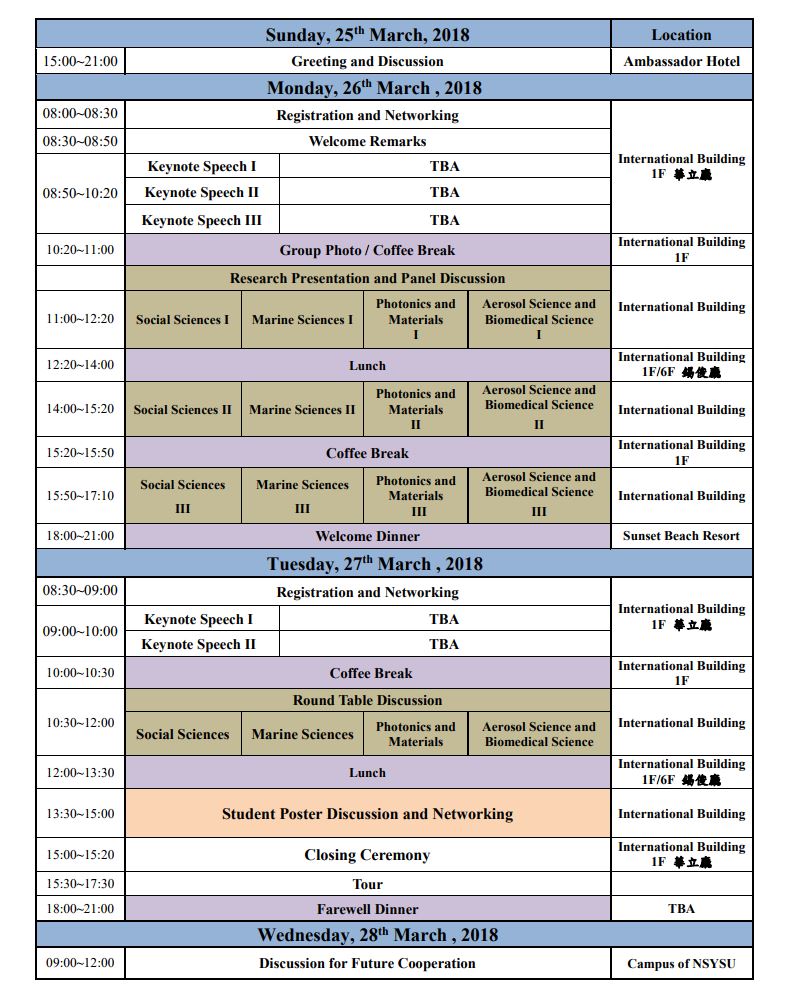 Sunday, 25th March, 2018 Location
15:00~21:00 Greeting and Discussion Ambassador Hotel
Monday, 26th March , 2018
08:00~08:30 Registration and Networking
08:30~08:50 Welcome Remarks
International Building
1F 華立廳
08:50~10:20
Keynote Speech I TBA
Keynote Speech II TBA
Keynote Speech III TBA
10:20~11:00 Group Photo / Coffee Break
International Building
1F
Research Presentation and Panel Discussion
11:00~12:20
Social Sciences I
Marine Sciences I
Photonics and
Materials
I
Aerosol Science and
Biomedical Science
I
International Building
12:20~14:00 Lunch
International Building
1F/6F 錫俊廳
14:00~15:20
Social Sciences II
Marine Sciences II
Photonics and
Materials
II
Aerosol Science and
Biomedical Science
II
International Building
15:20~15:50 Coffee Break
International Building
1F
15:50~17:10
Social Sciences
III
Marine Sciences
III
Photonics and
Materials
III
Aerosol Science and
Biomedical Science
III
International Building
18:00~21:00 Welcome Dinner Sunset Beach Resort
Tuesday, 27th March , 2018
08:30~09:00 Registration and Networking
International Building
1F 華立廳
09:00~10:00
Keynote Speech I TBA
Keynote Speech II TBA
10:00~10:30 Coffee Break
International Building
1F
10:30~12:00
Round Table Discussion
Social Sciences
Marine Sciences
Photonics and
Materials
Aerosol Science and
Biomedical Science
International Building
12:00~13:30 Lunch
International Building
1F/6F 錫俊廳
13:30~15:00 Student Poster Discussion and Networking International Building
15:00~15:20 Closing Ceremony
International Building
1F 華立廳
15:30~17:30 Tour
18:00~21:00 Farewell Dinner TBA
Wednesday, 28th March , 2018
09:00~12:00 Discussion for Future Cooperation Campus of NSYSU